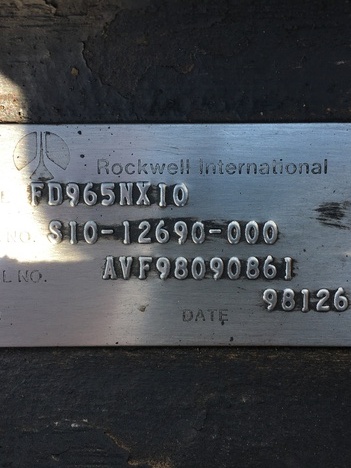 Rockwell International
L FD965NX10
NO. S10-12690-000
L NO. AVF98090861
98126
DATE